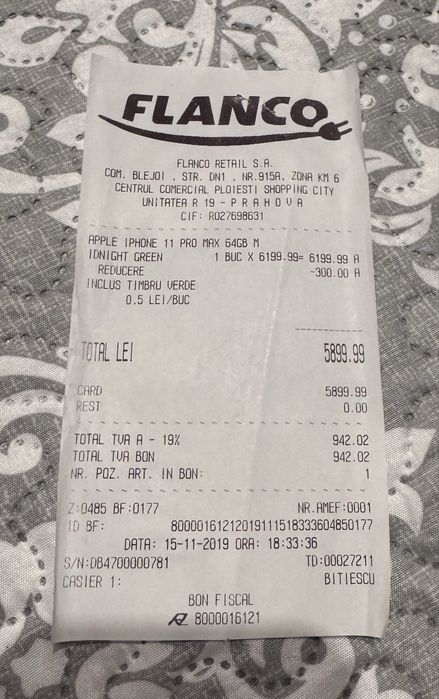 FLANCO
FLANCO RETAIL S.A.
COM. BLEJOI , STR. DN1 , NR.915A, ZONA KM 6
CENTRUL COMERCIAL PLOIESTI SHOPPING CITY
UNITATEA R 19 - P R A H O V A
CIF: RO27698631
APPLE IPHONE 11 PRO MAX 64GB M
IDNIGHT GREEN 1 BUC X 6199.99= 6199.99 A
REDUCERE -300.00 A
INCLUS TIMBRU VERDE
0.5 LEI/BUC
TOTAL LEI 5899.99
CARD 5899.99
REST 0.00
TOTAL TVA A - 19% 942.02
TOTAL TVA BON 942.02
NR. POZ. ART. IN BON: 1
Z:0485 BF:0177 NR.AMEF:0001
ID BF: 80000161212019111518333604850177
DATA: 15-11-2019 ORA: 18:33:36
S/N:DB4700000781 TD:00027211
CASIER 1: BITIESCU
BON FISCAL
8000016121